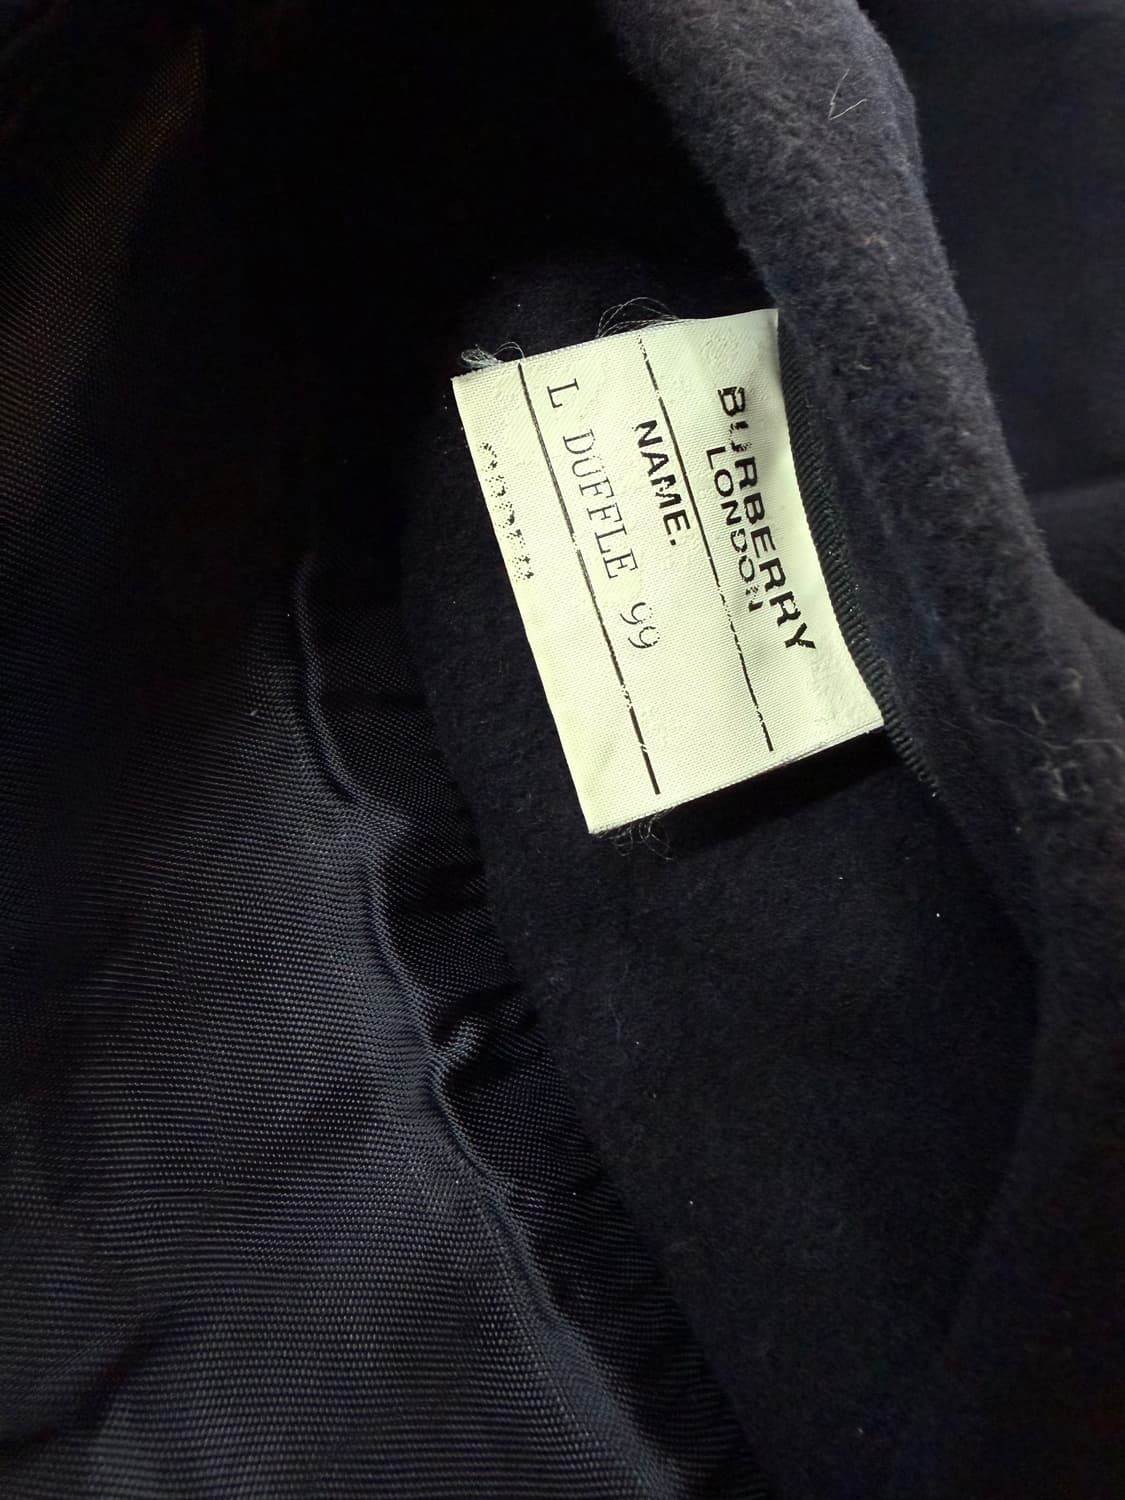 BURBERRY
LONDON
NAME.
L DUFFLE 99